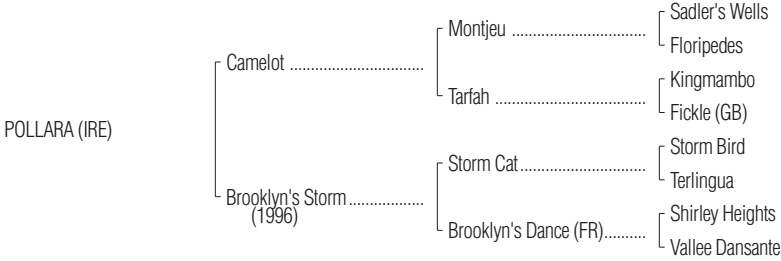 Sadler's Wells
Montjeu ................................
Floripedes
Camelot ...............................
Kingmambo
Tarfah ....................................
Fickle (GB)
POLLARA (IRE)
Storm Bird
Storm Cat..............................
Terlingua
Brooklyn's Storm..................
(1996)
Shirley Heights
Brooklyn's Dance (FR)..........
Vallee Dansante